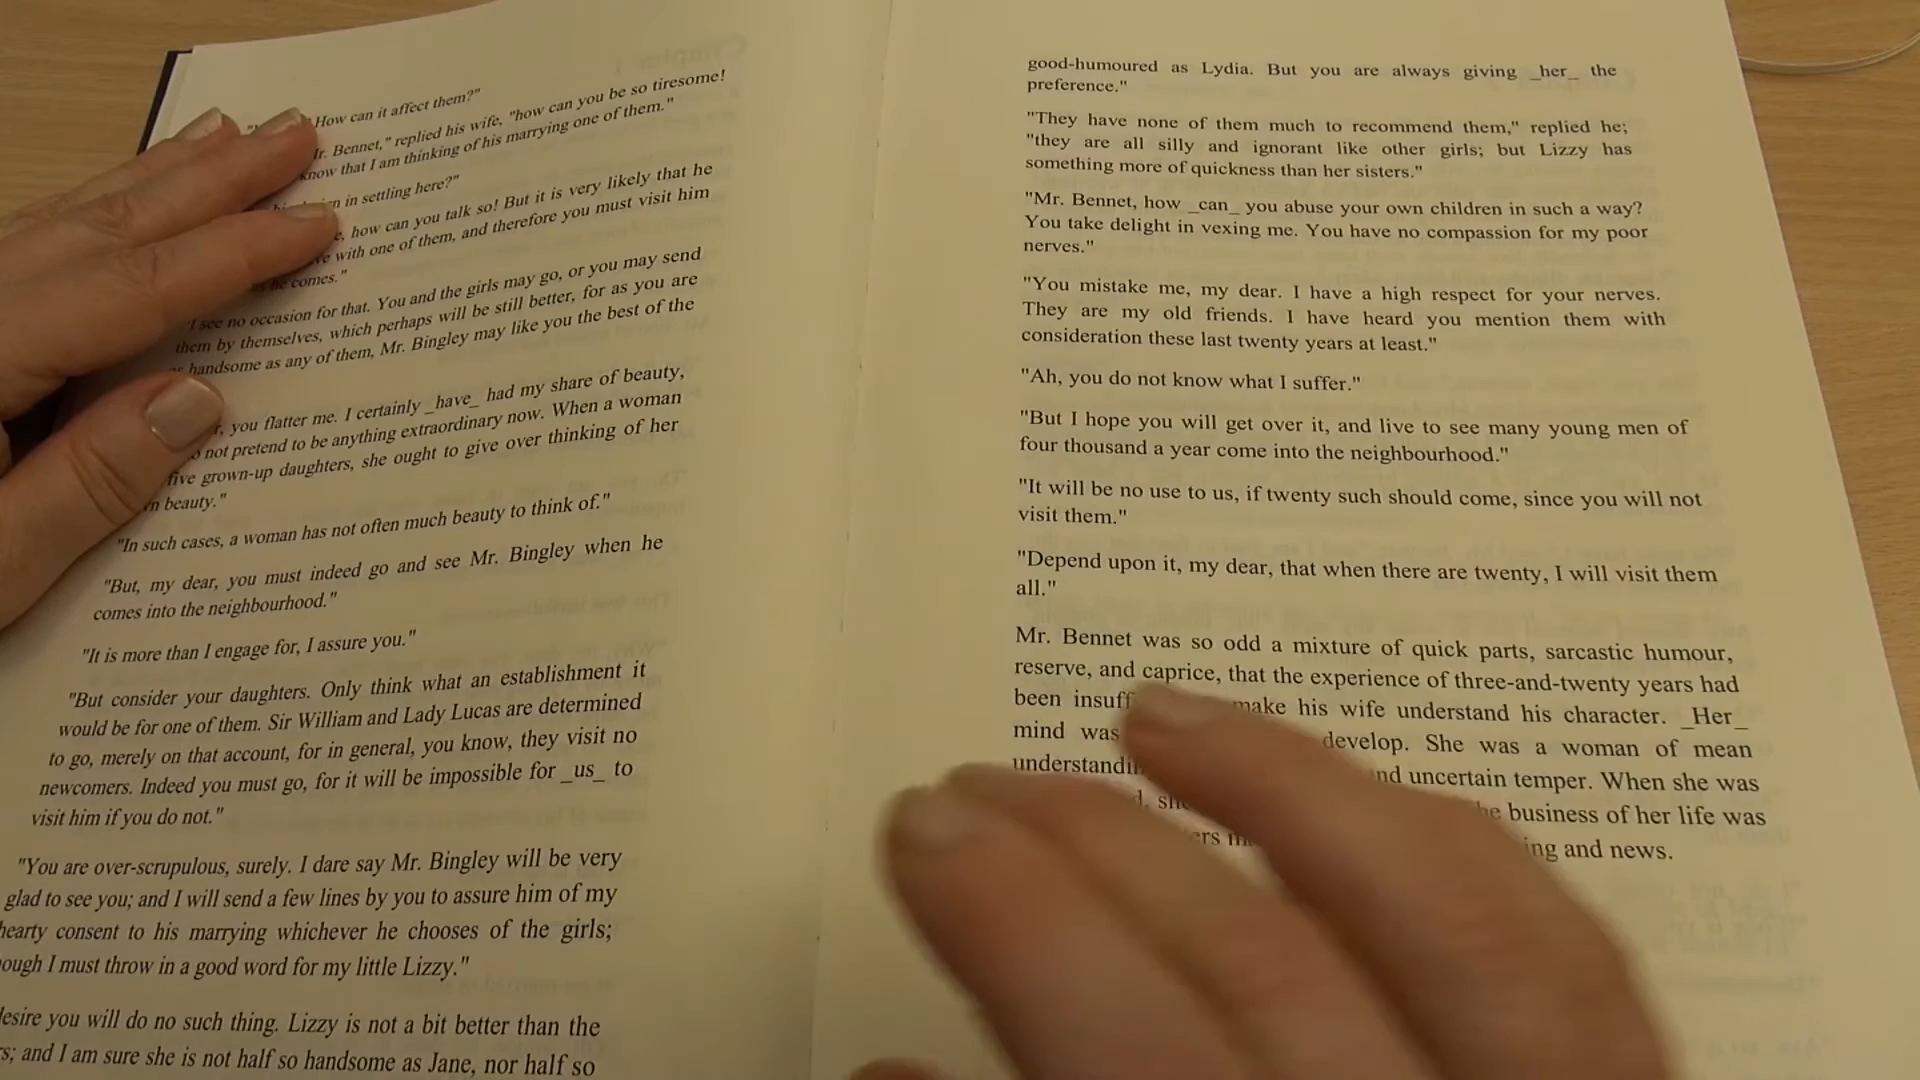 How can it affect them?"
Mr. Bennet," replied his wife, "how can you be so tiresome!
know that I am thinking of his marrying one of them."
in settling here?"
how can you talk so! But it is very likely that he
with one of them, and therefore you must visit him
he comes."
"I see no occasion for that. You and the girls may go, or you may send
them by themselves, which perhaps will be still better, for as you are
handsome as any of them, Mr. Bingley may like you the best of the
you flatter me. I certainly _have_ had my share of beauty,
not pretend to be anything extraordinary now. When a woman
five grown-up daughters, she ought to give over thinking of her
beauty."
"In such cases, a woman has not often much beauty to think of."
"But, my dear, you must indeed go and see Mr. Bingley when he
comes into the neighbourhood."
"It is more than I engage for, I assure you."
"But consider your daughters. Only think what an establishment it
would be for one of them. Sir William and Lady Lucas are determined
to go, merely on that account, for in general, you know, they visit no
newcomers. Indeed you must go, for it will be impossible for _us_ to
visit him if you do not."
"You are over-scrupulous, surely. I dare say Mr. Bingley will be very
glad to see you; and I will send a few lines by you to assure him of my
hearty consent to his marrying whichever he chooses of the girls;
though I must throw in a good word for my little Lizzy."
desire you will do no such thing. Lizzy is not a bit better than the
and I am sure she is not half so handsome as Jane, nor half so
good-humoured as Lydia. But you are always giving _her_ the
preference."
"They have none of them much to recommend them," replied he;
"they are all silly and ignorant like other girls; but Lizzy has
something more of quickness than her sisters."
"Mr. Bennet, how _can_ you abuse your own children in such a way?
You take delight in vexing me. You have no compassion for my poor
nerves."
"You mistake me, my dear. I have a high respect for your nerves.
They are my old friends. I have heard you mention them with
consideration these last twenty years at least."
"Ah, you do not know what I suffer."
"But I hope you will get over it, and live to see many young men of
four thousand a year come into the neighbourhood."
"It will be no use to us, if twenty such should come, since you will not
visit them."
"Depend upon it, my dear, that when there are twenty, I will visit them
all."
Mr. Bennet was so odd a mixture of quick parts, sarcastic humour,
reserve, and caprice, that the experience of three-and-twenty years had
been make his wife understand his character. _Her_
mind was develop. She was a woman of mean
and uncertain temper. When she was
the business of her life was
and news.